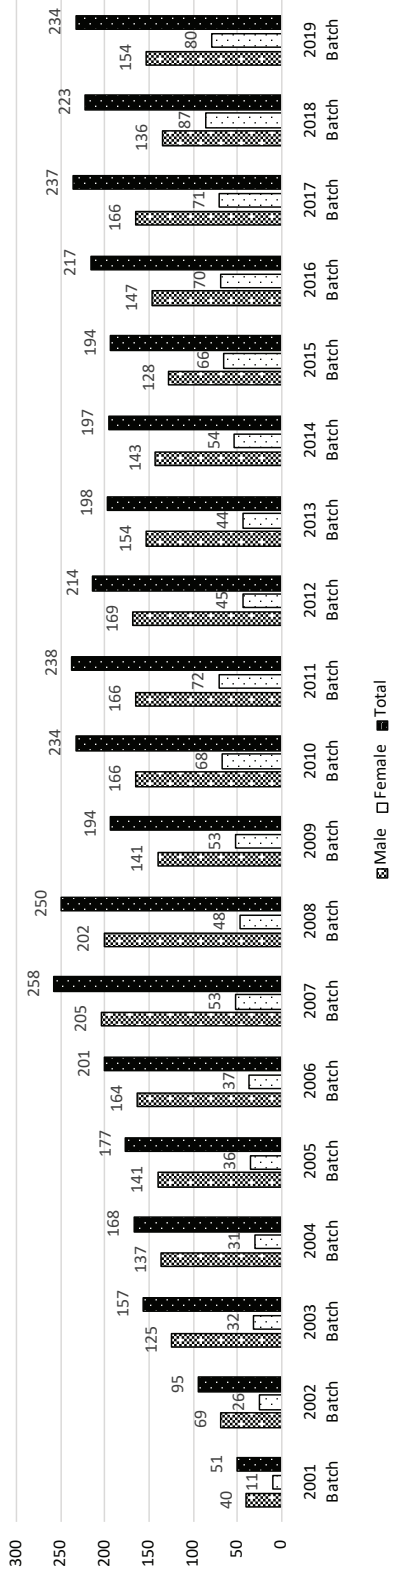 300
250
200
150
100
50
0
40 11 51
69 26 95
125 32 157
137 31 168
141 36 177
164 37 201
205 53 258
202 48 250
141 53 194
166 68 234
166 72 238
169 45 214
154 44 198
143 54 197
128 66 194
147 70 217
166 71 237
136 87 223
154 80 234
2001 Batch
2002 Batch
2003 Batch
2004 Batch
2005 Batch
2006 Batch
2007 Batch
2008 Batch
2009 Batch
2010 Batch
2011 Batch
2012 Batch
2013 Batch
2014 Batch
2015 Batch
2016 Batch
2017 Batch
2018 Batch
2019 Batch
Male Female Total